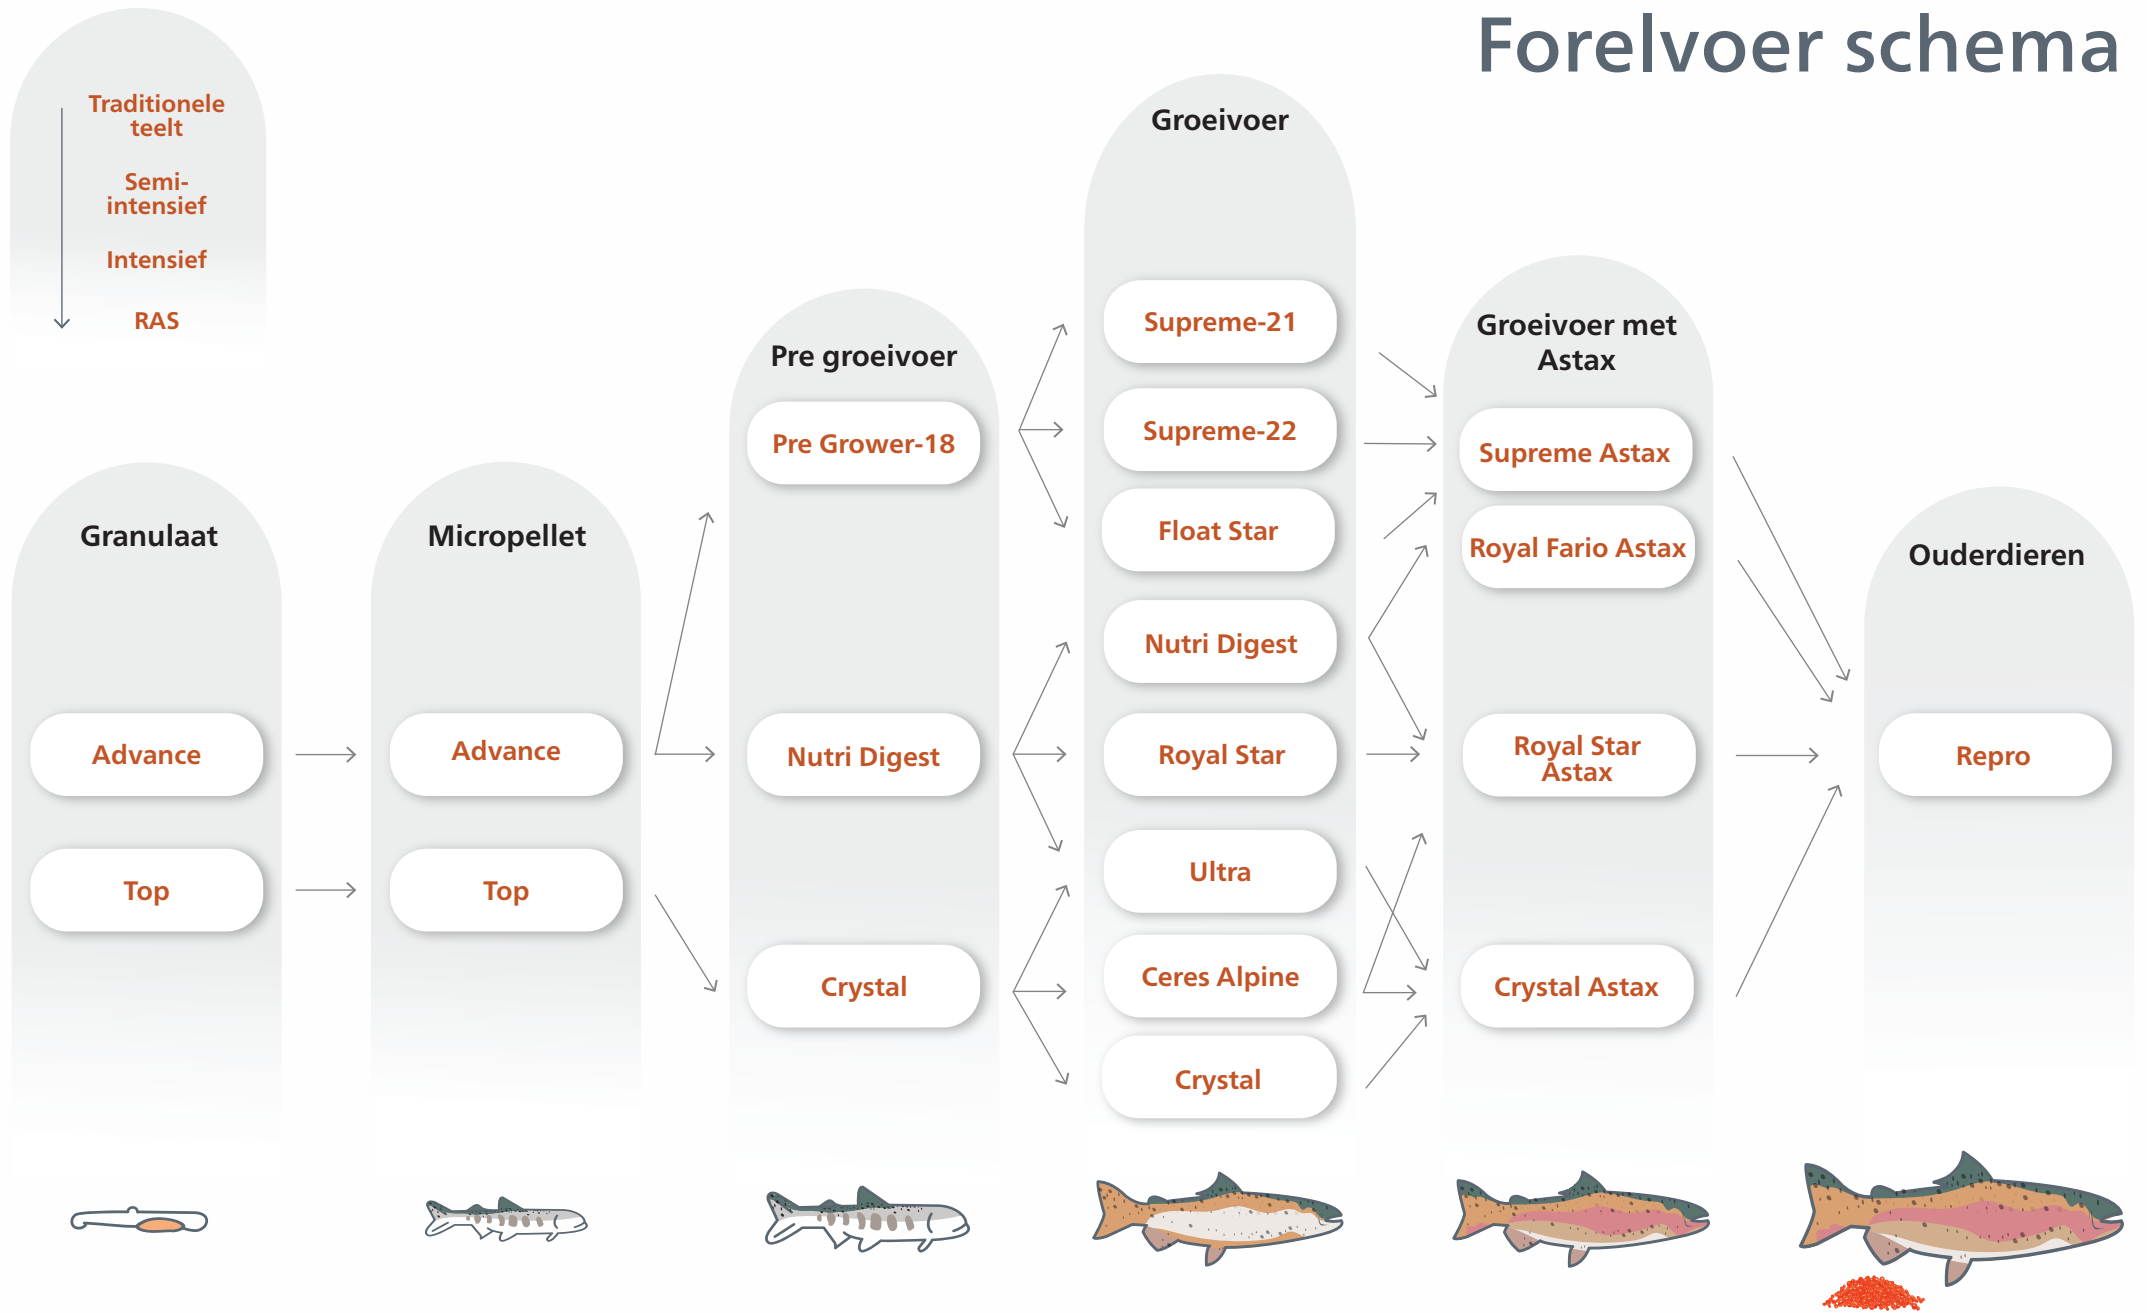 Forelvoer schema
Traditionele
teelt
Semi-
intensief
Intensief
RAS
Granulaat
Advance
Top
Micropellet
Advance
Top
Pre groeivoer
Pre Grower-18
Nutri Digest
Crystal
Groeivoer
Supreme-21
Supreme-22
Float Star
Nutri Digest
Royal Star
Ultra
Ceres Alpine
Crystal
Groeivoer met
Astax
Supreme Astax
Royal Fario Astax
Royal Star
Astax
Crystal Astax
Ouderdieren
Repro